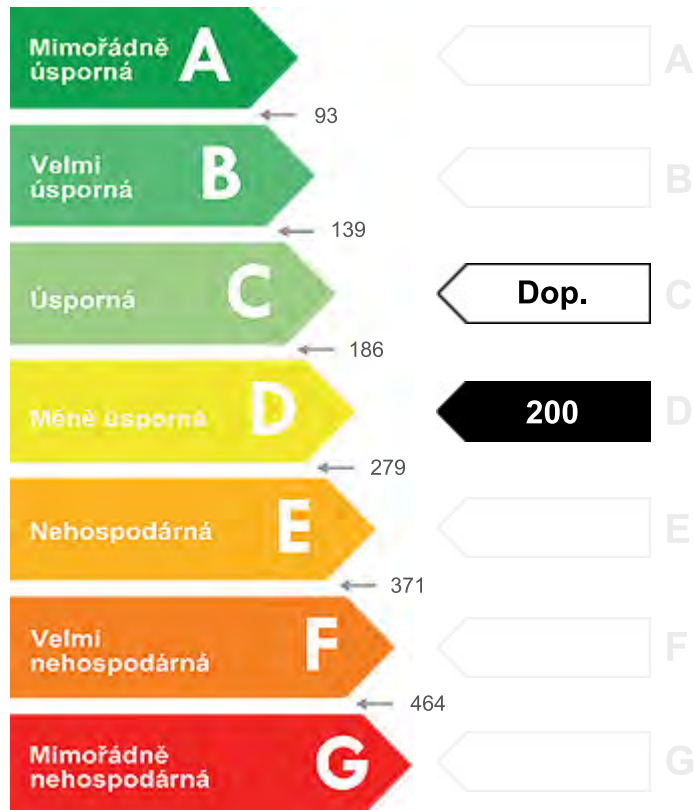 Mimořádně
úsporná
A
A
93
Velmi
úsporná
B
B
139
Úsporná
C
Dop.
C
186
Méně úsporná
D
200
D
279
Nehospodárná
E
E
371
Velmi
nehospodárná
F
F
464
Mimořádně
nehospodárná
G
G